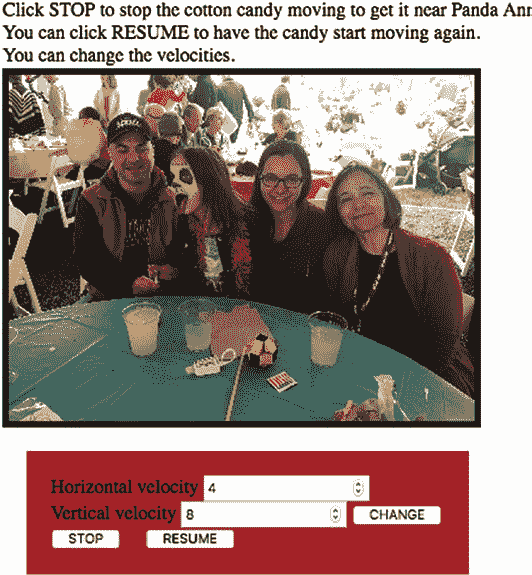 Click STOP to stop the cotton candy moving to get it near Panda
You can click RESUME to have the candy start moving again.
You can change the velocities.
Horizontal velocity 4
Vertical velocity 8 CHANGE
STOP RESUME